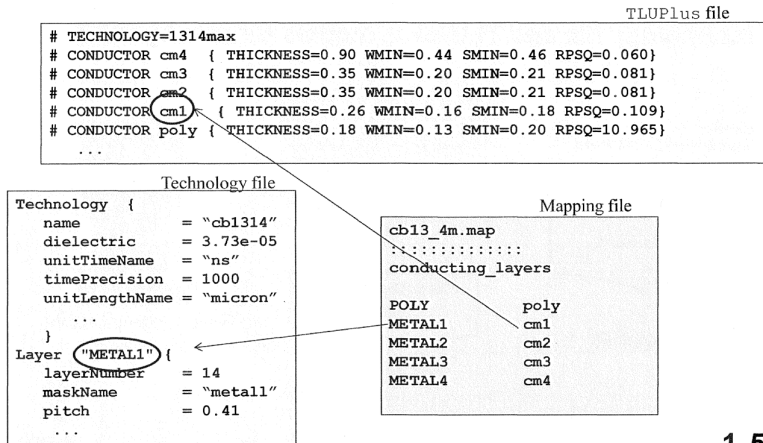 TLUPlus file
# TECHNOLOGY=1314max
# CONDUCTOR cm4 { THICKNESS=0.90 WMIN=0.44 SMIN=0.46 RPSQ=0.060}
# CONDUCTOR cm3 { THICKNESS=0.35 WMIN=0.20 SMIN=0.21 RPSQ=0.081}
# CONDUCTOR cm2 { THICKNESS=0.35 WMIN=0.20 SMIN=0.21 RPSQ=0.081}
# CONDUCTOR cm1 { THICKNESS=0.26 WMIN=0.16 SMIN=0.18 RPSQ=0.109}
# CONDUCTOR poly { THICKNESS=0.18 WMIN=0.13 SMIN=0.20 RPSQ=10.965}
...
Technology file
Technology {
name = "cb1314"
dielectric = 3.73e-05
unitTimeName = "ns"
timePrecision = 1000
unitLengthName = "micron"
...
}
Layer "METAL1" {
layerNumber = 14
maskName = "metal1"
pitch = 0.41
...
Mapping file
cb13_4m.map
::::::::::::::
conducting_layers
POLY poly
METAL1 cm1
METAL2 cm2
METAL3 cm3
METAL4 cm4
1-5